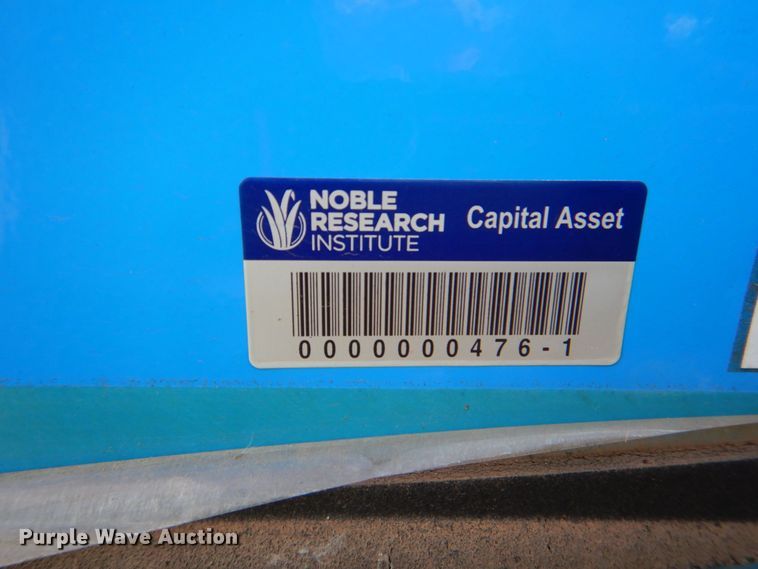 NOBLE
RESEARCH
INSTITUTE
Capital Asset
0000000476-1
Purple Wave Auction